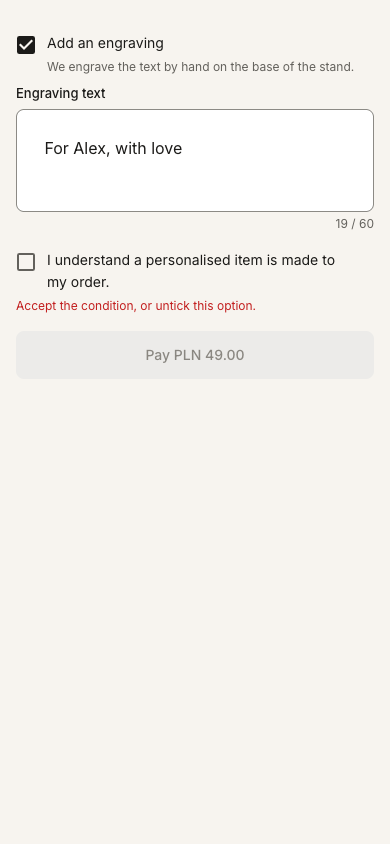 Add an engraving
We engrave the text by hand on the base of the stand.
Engraving text
For Alex, with love
19 / 60
I understand a personalised item is made to
my order.
Accept the condition, or untick this option.
Pay PLN 49.00